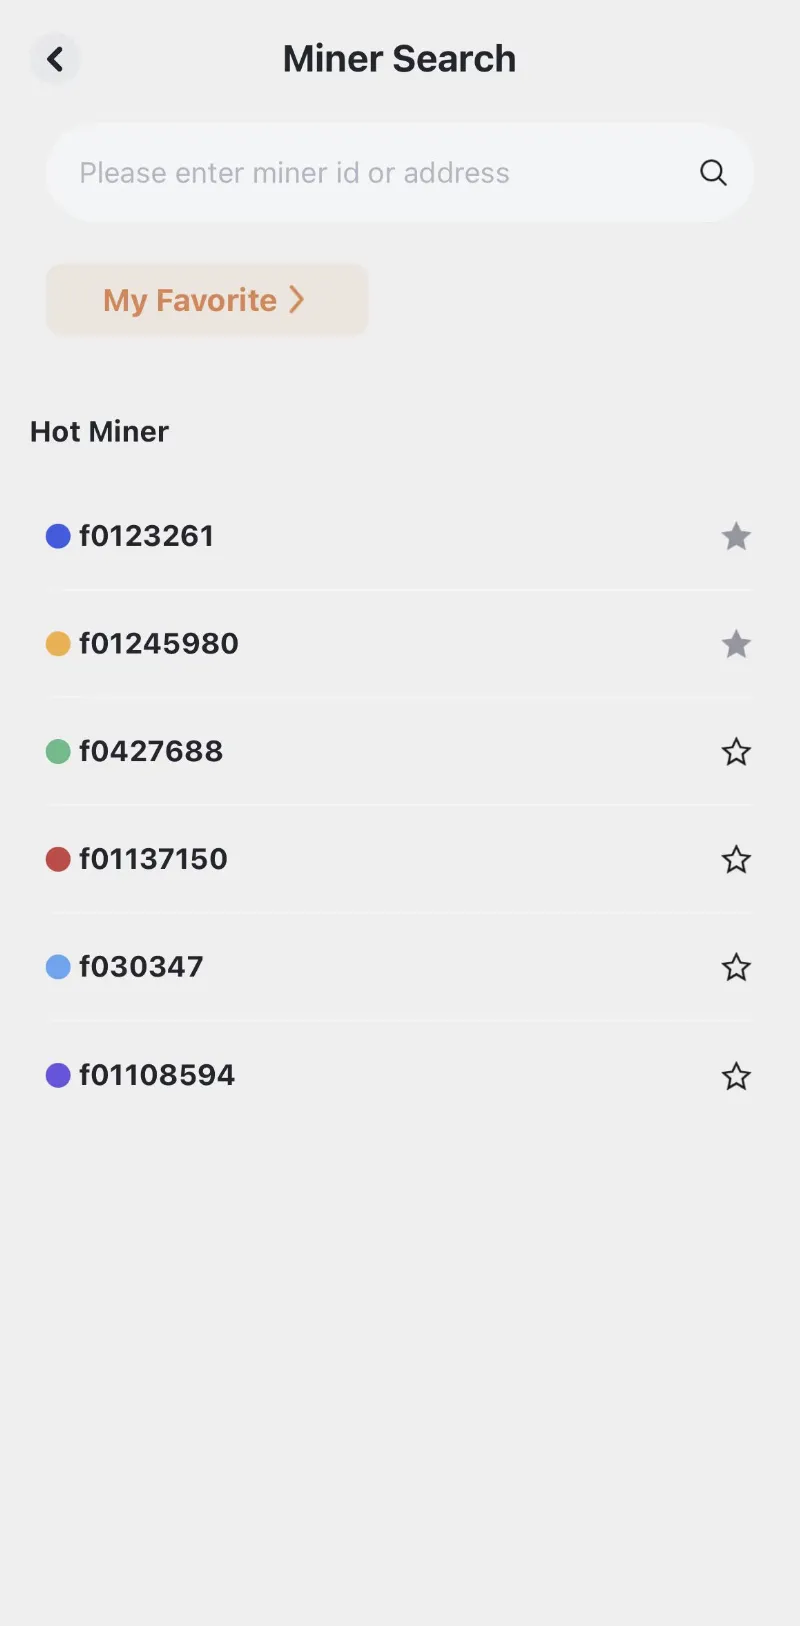 Miner Search
Please enter miner id or address
My Favorite
Hot Miner
f0123261
f01245980
f0427688
f01137150
f030347
f01108594